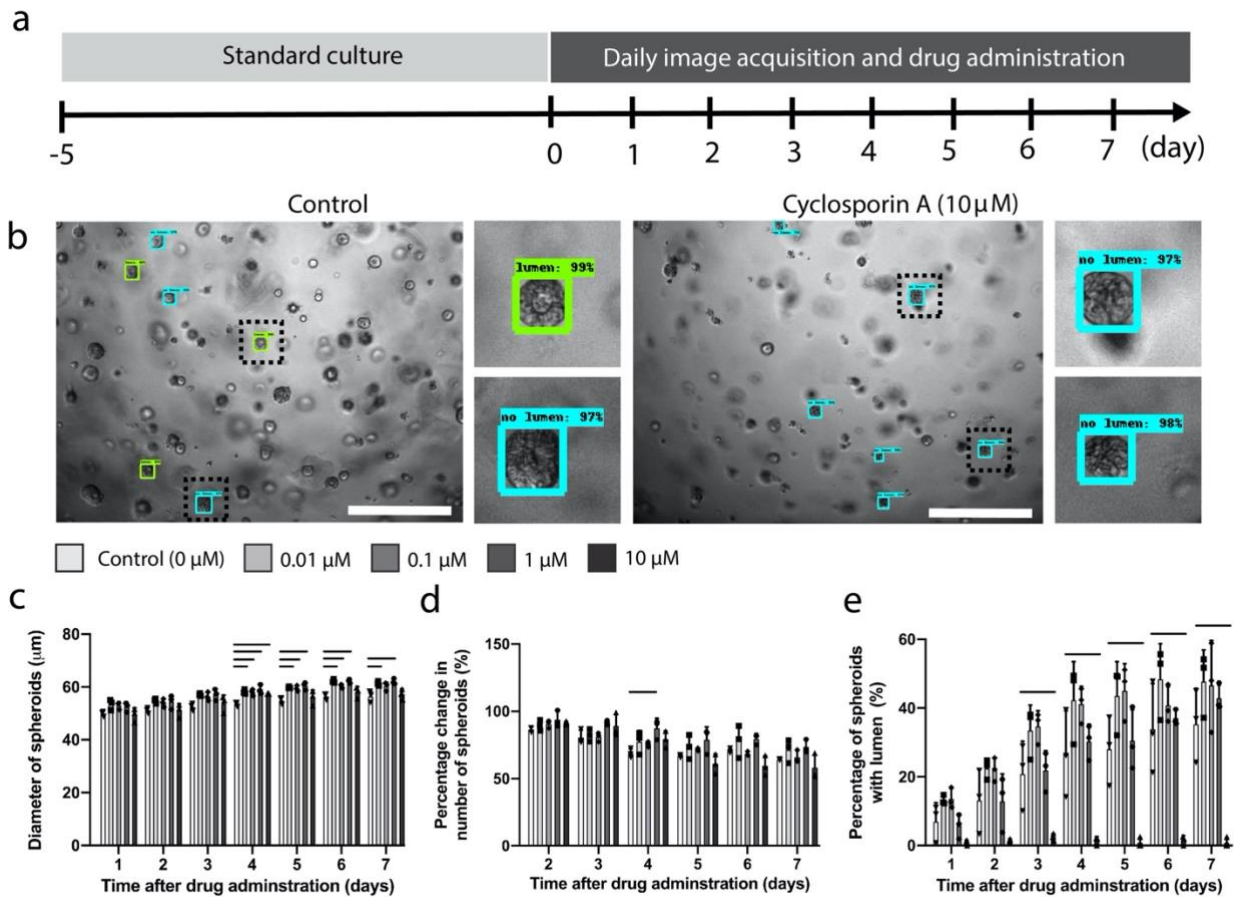 a
Standard culture
Daily image acquisition and drug administration
-5 0 1 2 3 4 5 6 7 (day)
Control
Cyclosporin A (10 µM)
b
lumen: 99%
no lumen: 97%
no lumen: 97%
no lumen: 98%
Control (0 µM) 0.01 µM 0.1 µM 1 µM 10 µM
c
Diameter of spheroids (µm)
80
60
40
20
0
1 2 3 4 5 6 7
Time after drug adminstration (days)
d
Percentage change in
number of spheroids (%)
150
100
50
0
2 3 4 5 6 7
Time after drug adminstration (days)
e
Percentage of spheroids
with lumen (%)
60
40
20
0
1 2 3 4 5 6 7
Time after drug adminstration (days)